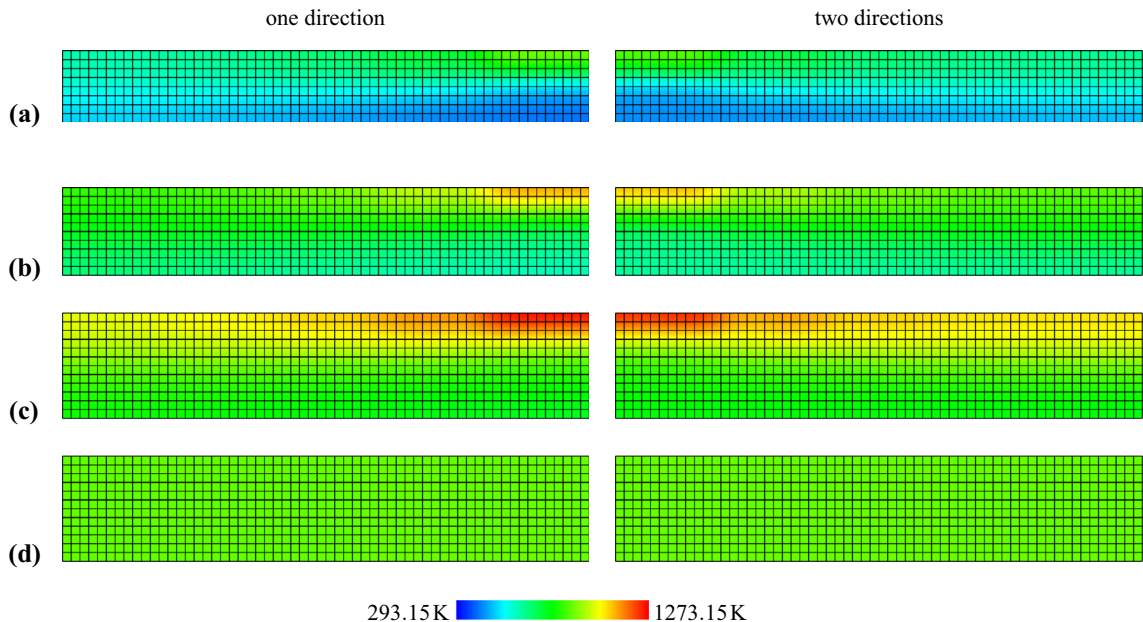 one direction
two directions
(a)
(b)
(c)
(d)
293.15 K
1273.15 K